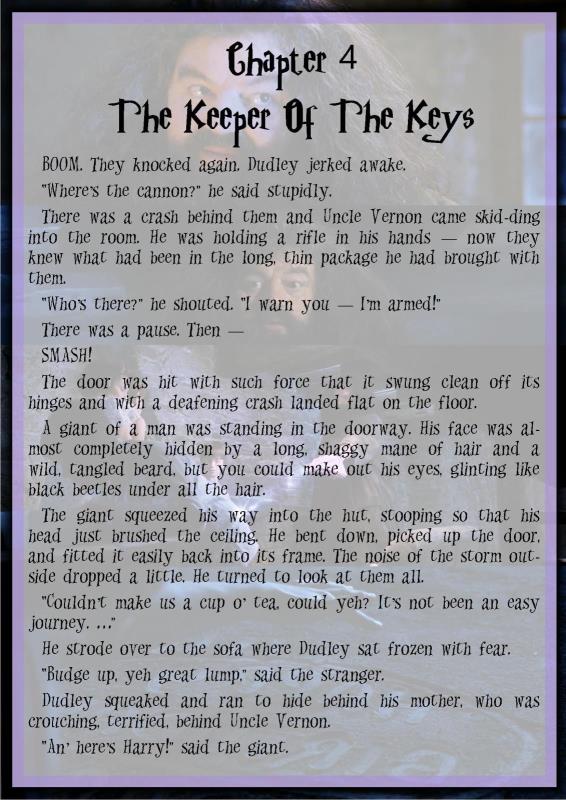 Chapter 4
The Keeper Of The Keys
BOOM. They knocked again. Dudley jerked awake.
"Where's the cannon?" he said stupidly.
There was a crash behind them and Uncle Vernon came skid-ding
into the room. He was holding a rifle in his hands — now they
knew what had been in the long, thin package he had brought with
them.
"Who's there?" he shouted. "I warn you — I'm armed!"
There was a pause. Then —
SMASH!
The door was hit with such force that it swung clean off its
hinges and with a deafening crash landed flat on the floor.
A giant of a man was standing in the doorway. His face was al-
most completely hidden by a long, shaggy mane of hair and a
wild, tangled beard, but you could make out his eyes, glinting like
black beetles under all the hair.
The giant squeezed his way into the hut, stooping so that his
head just brushed the ceiling. He bent down, picked up the door,
and fitted it easily back into its frame. The noise of the storm out-
side dropped a little. He turned to look at them all.
"Couldn't make us a cup o' tea, could yeh? It's not been an easy
journey. ..."
He strode over to the sofa where Dudley sat frozen with fear.
"Budge up, yeh great lump," said the stranger.
Dudley squeaked and ran to hide behind his mother, who was
crouching, terrified, behind Uncle Vernon.
"An' here's Harry!" said the giant.